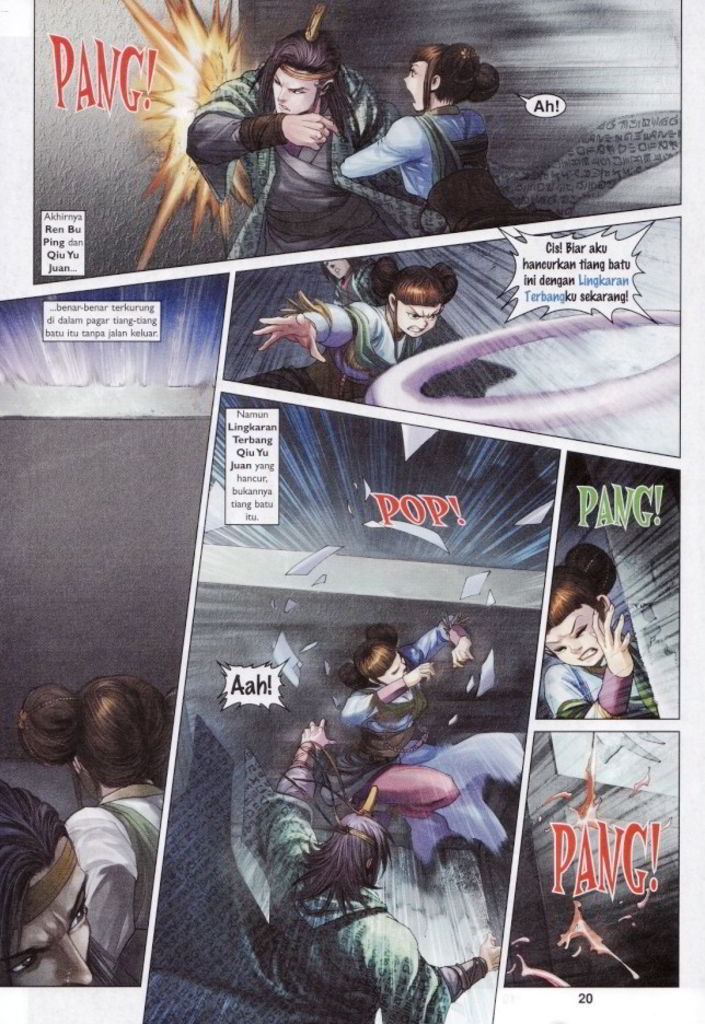 PANG!
Ah!
Akhirnya
Ren Bu
Ping dan
Qiu Yu
Juan...
...benar-benar terkurung
di dalam pagar tiang-tiang
batu itu tanpa jalan keluar.
Cis! Biar aku
hancurkan tiang batu
ini dengan Lingkaran
Terbangku sekarang!
Namun
Lingkaran
Terbang
Qiu Yu
Juan yang
hancur,
bukannya
tiang batu
itu.
POP!
Aah!
PANG!
PANG!
20